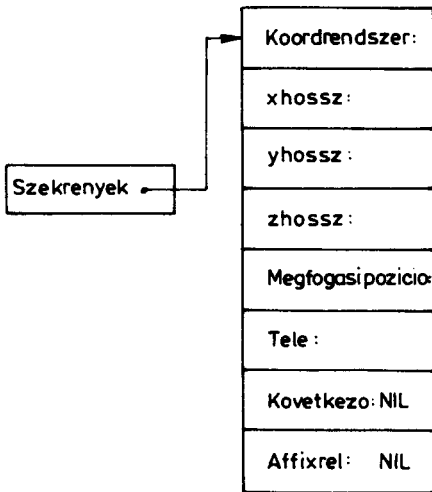 Koordrendszer:
xhossz:
yhossz:
Szekrenyek
zhossz:
Megfogasipozicio:
Tele:
Kovetkezo: NIL
Affixrel: NIL